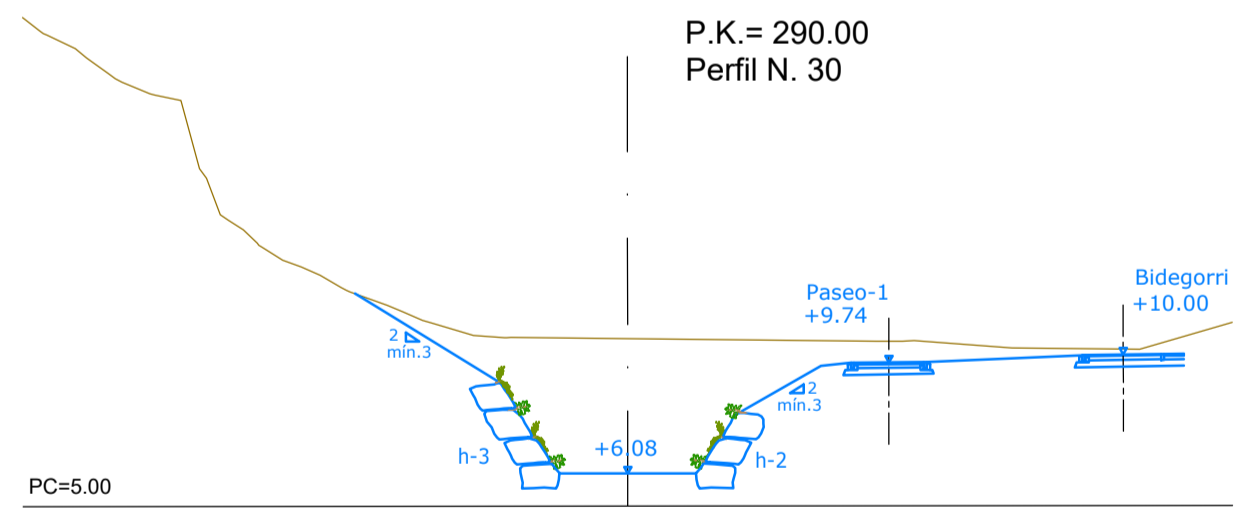 P.K.= 290.00
Perfil N. 30
Bidegorri
+10.00
Paseo-1
+9.74
2
mín.3
2
mín.3
h-3
+6.08
h-2
PC=5.00